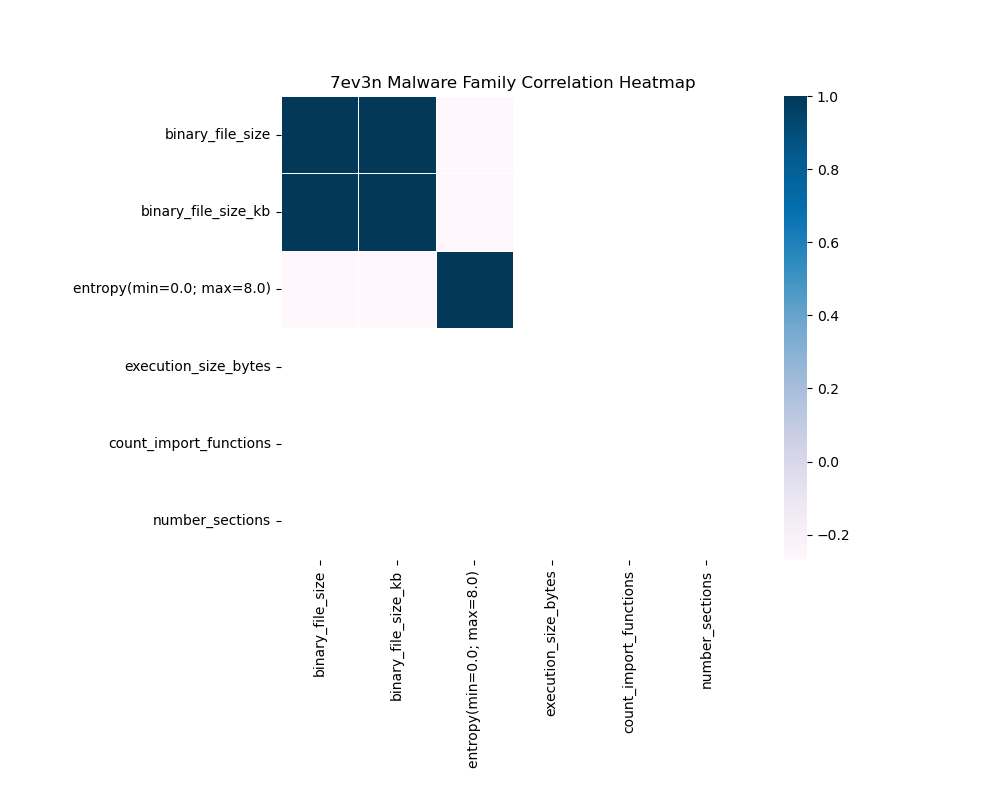 7ev3n Malware Family Correlation Heatmap
binary_file_size
binary_file_size_kb
entropy(min=0.0; max=8.0)
execution_size_bytes
count_import_functions
number_sections
binary_file_size
binary_file_size_kb
entropy(min=0.0; max=8.0)
execution_size_bytes
count_import_functions
number_sections
1.0
0.8
0.6
0.4
0.2
0.0
−0.2